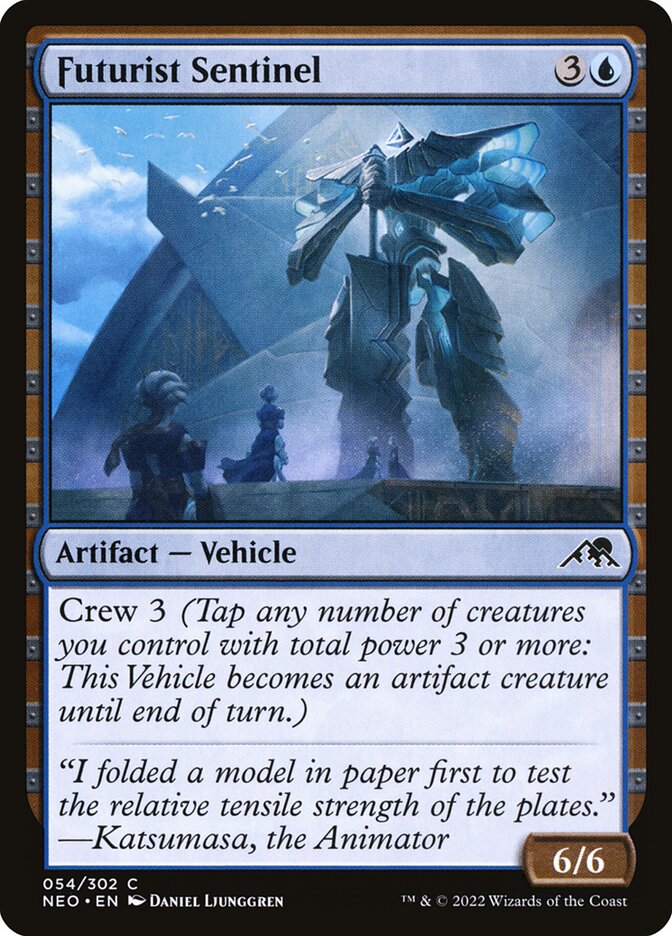 Futurist Sentinel 3
Artifact — Vehicle
Crew 3 (Tap any number of creatures
you control with total power 3 or more:
This Vehicle becomes an artifact creature
until end of turn.)
“I folded a model in paper first to test
the relative tensile strength of the plates.”
—Katsumasa, the Animator
6/6
054/302 C
NEO • EN Daniel Ljunggren
™ & © 2022 Wizards of the Coast